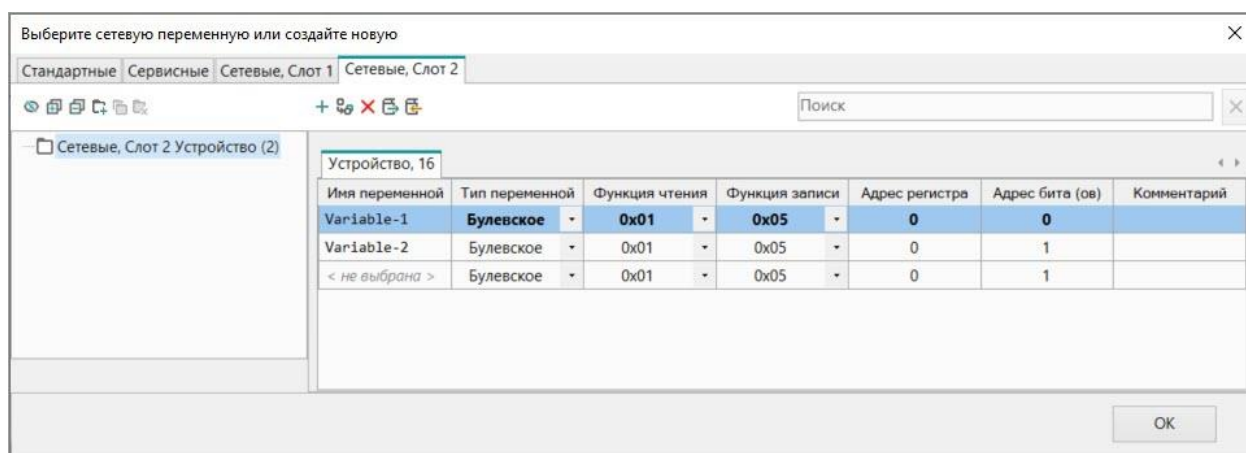 Выберите сетевую переменную или создайте новую
Стандартные Сервисные Сетевые, Слот 1 Сетевые, Слот 2
Поиск
Сетевые, Слот 2 Устройство (2)
Устройство, 16
Имя переменной Тип переменной Функция чтения Функция записи Адрес регистра Адрес бита (ов) Комментарий
Variable-1 Булевское 0x01 0x05 0 0
Variable-2 Булевское 0x01 0x05 0 1
< не выбрана > Булевское 0x01 0x05 0 1
OK